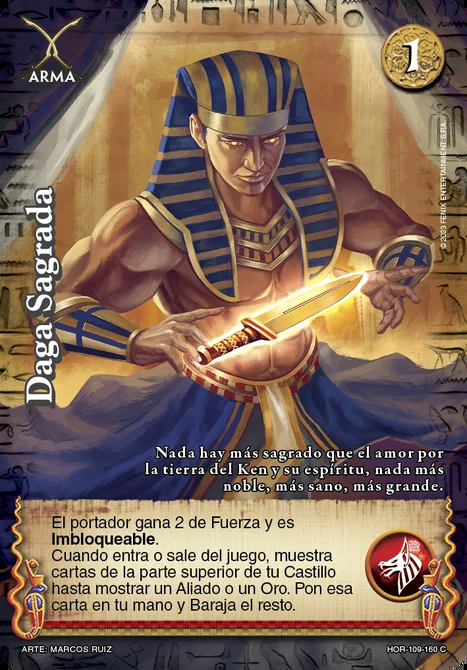 ARMA
1
Daga Sagrada
© 2023 FENIX ENTERTAINMENT S.P.A.
Nada hay más sagrado que el amor por
la tierra del Ken y su espíritu, nada más
noble, más sano, más grande.
El portador gana 2 de Fuerza y es
Imbloqueable.
Cuando entra o sale del juego, muestra
cartas de la parte superior de tu Castillo
hasta mostrar un Aliado o un Oro. Pon esa
carta en tu mano y Baraja el resto.
ARTE: MARCOS RUIZ
HOR-109-160 C